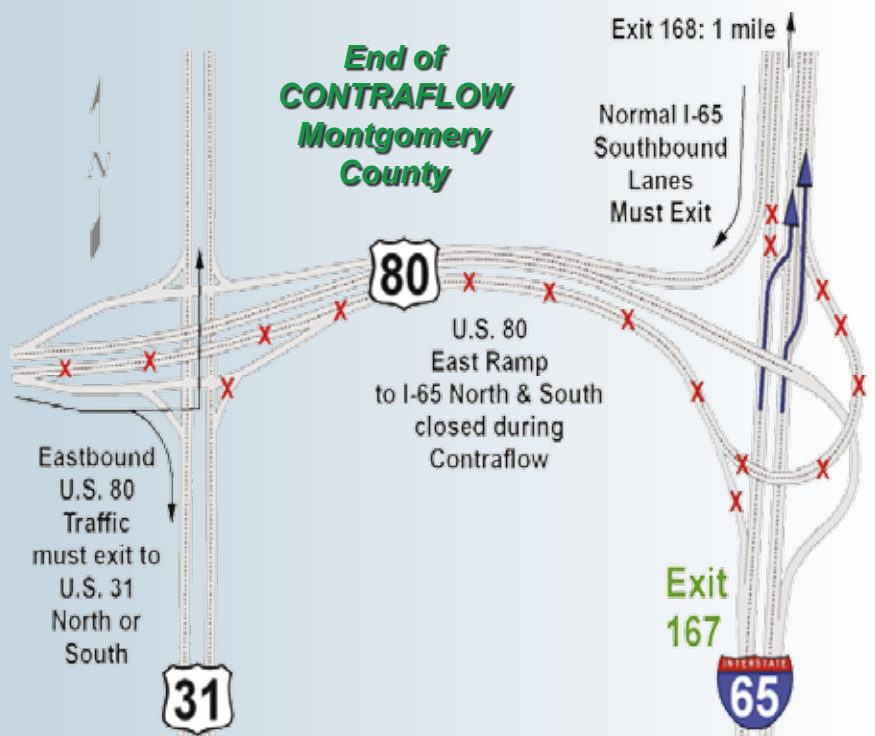 Exit 168: 1 mile
End of
CONTRAFLOW
Montgomery
County
Normal I-65
Southbound
Lanes
Must Exit
N
80
U.S. 80
East Ramp
to I-65 North & South
closed during
Contraflow
Eastbound
U.S. 80
Traffic
must exit to
U.S. 31
North or
South
Exit
167
31
INTERSTATE
65